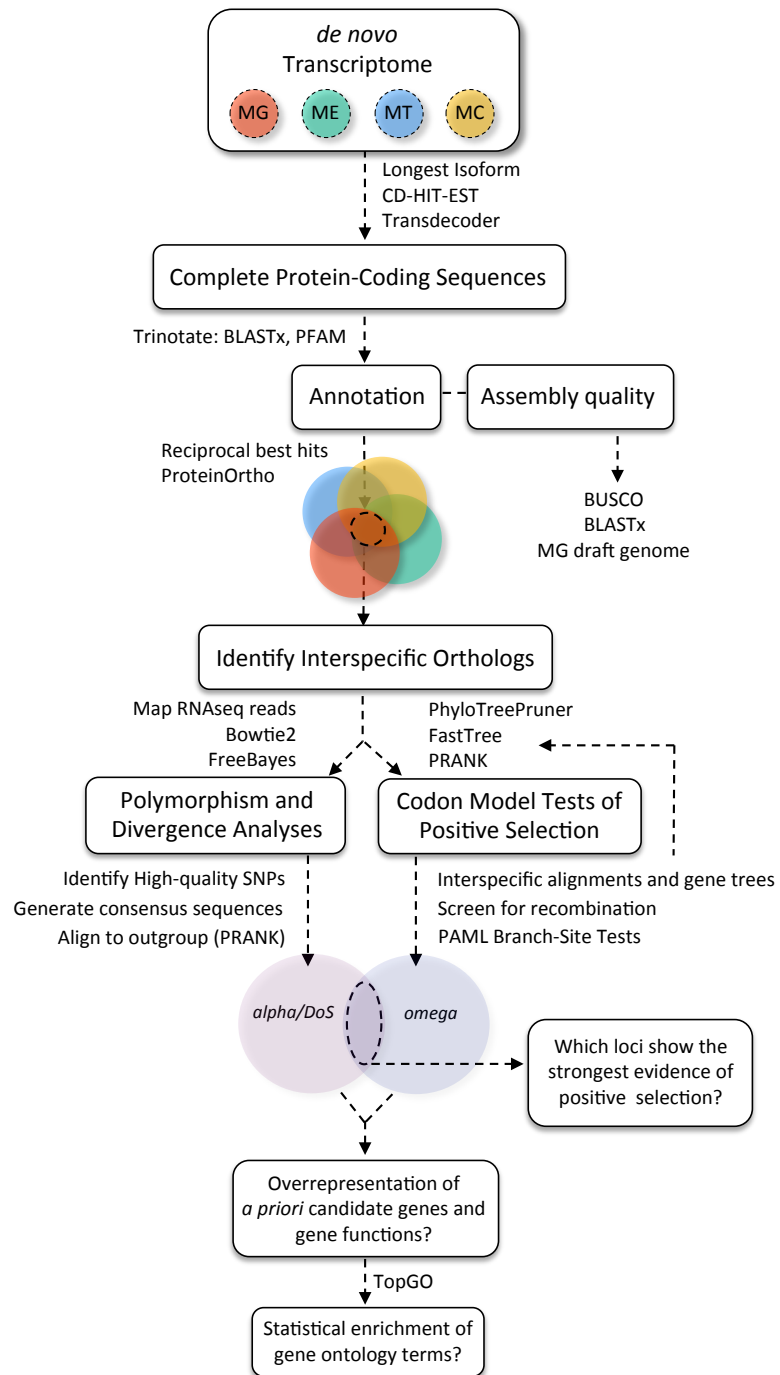 de novo
Transcriptome
MG
ME
MT
MC
Longest Isoform
CD-HIT-EST
Transdecoder
Complete Protein-Coding Sequences
Trinotate: BLASTx, PFAM
Annotation
Assembly quality
Reciprocal best hits
ProteinOrtho
BUSCO
BLASTx
MG draft genome
Identify Interspecific Orthologs
Map RNAseq reads
Bowtie2
FreeBayes
PhyloTreePruner
FastTree
PRANK
Polymorphism and
Divergence Analyses
Codon Model Tests of
Positive Selection
Identify High-quality SNPs
Generate consensus sequences
Align to outgroup (PRANK)
Interspecific alignments and gene trees
Screen for recombination
PAML Branch-Site Tests
alpha/DoS
omega
Which loci show the
strongest evidence of
positive selection?
Overrepresentation of
a priori candidate genes and
gene functions?
TopGO
Statistical enrichment of
gene ontology terms?